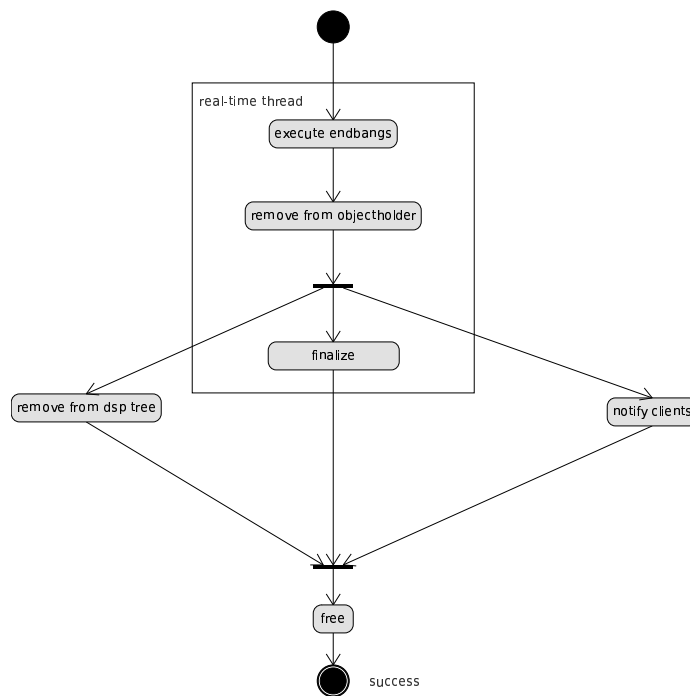 real-time thread
execute endbangs
remove from objectholder
finalize
remove from dsp tree
notify clients
free
success